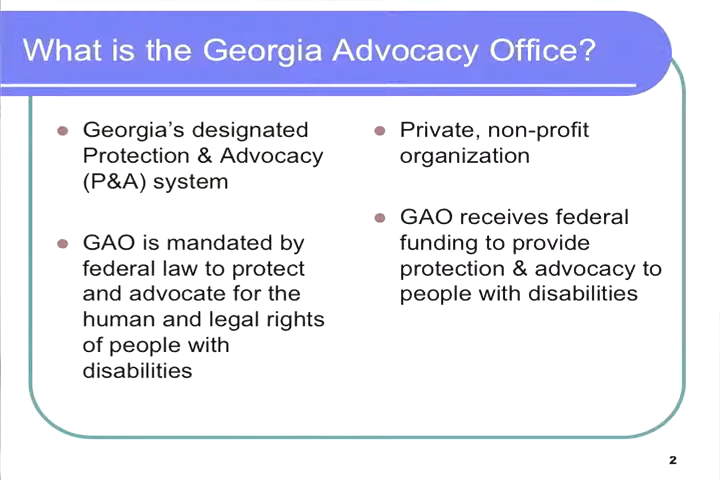 What is the Georgia Advocacy Office?
Georgia’s designated
Protection & Advocacy
(P&A) system
GAO is mandated by
federal law to protect
and advocate for the
human and legal rights
of people with
disabilities
Private, non-profit
organization
GAO receives federal
funding to provide
protection & advocacy to
people with disabilities
2